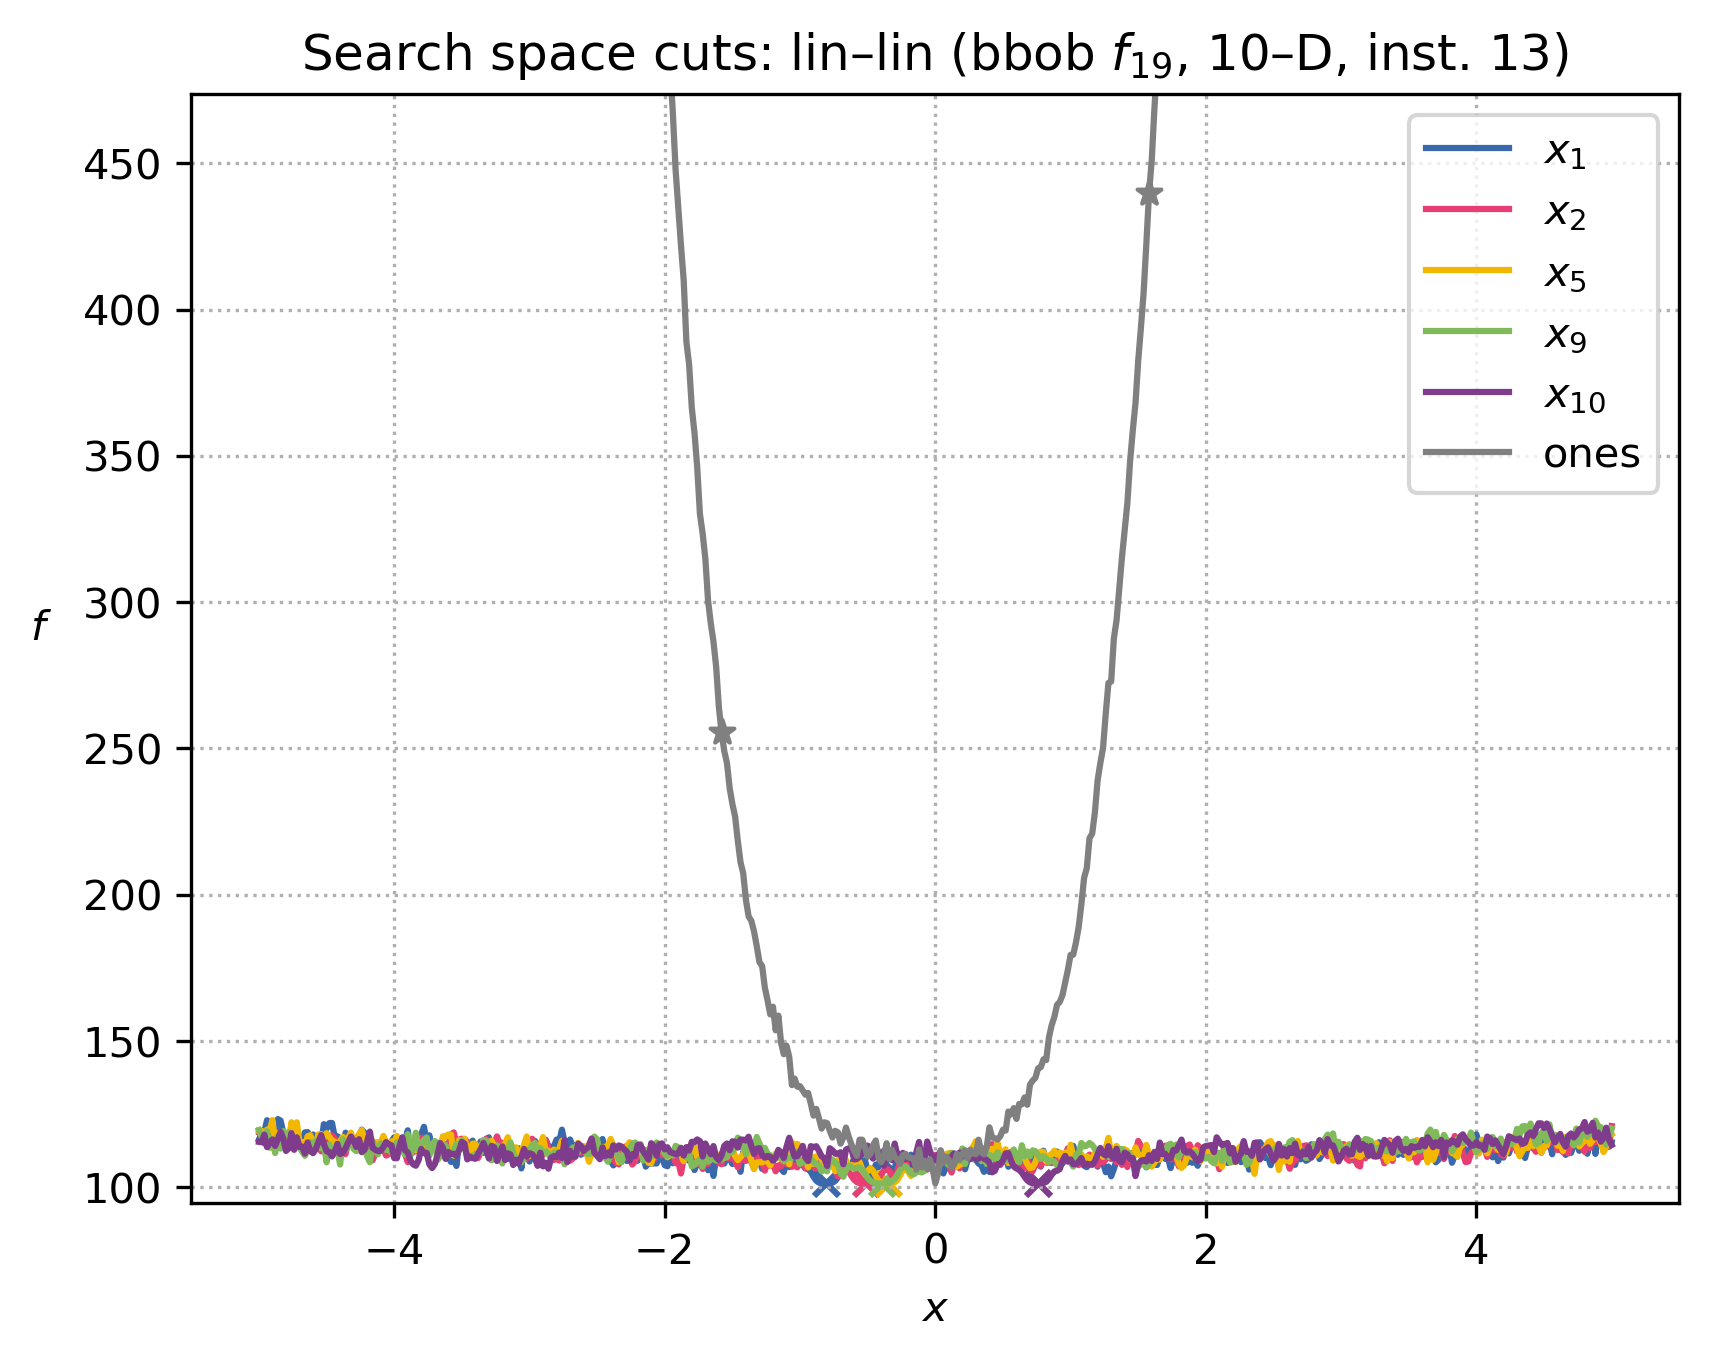 Search space cuts: lin–lin (bbob f₁₉, 10–D, inst. 13)
450
400
350
300
250
200
150
100
f
−4
−2
0
2
4
x
x₁
x₂
x₅
x₉
x₁₀
ones